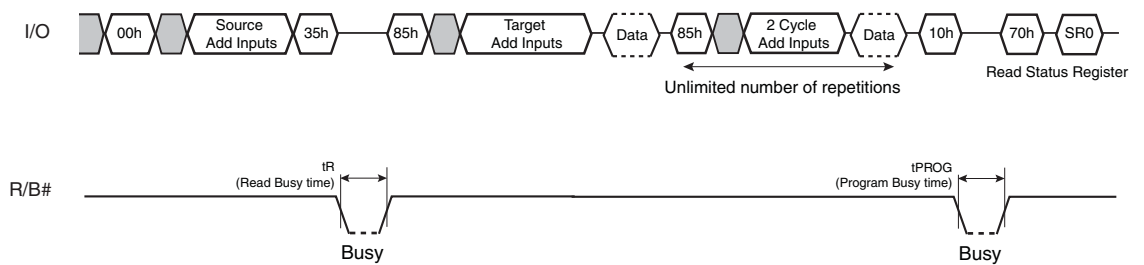 I/O
00h
Source
Add Inputs
35h
85h
Target
Add Inputs
Data
85h
2 Cycle
Add Inputs
Data
10h
70h
SR0
Unlimited number of repetitions
Read Status Register
R/B#
tR
(Read Busy time)
Busy
tPROG
(Program Busy time)
Busy